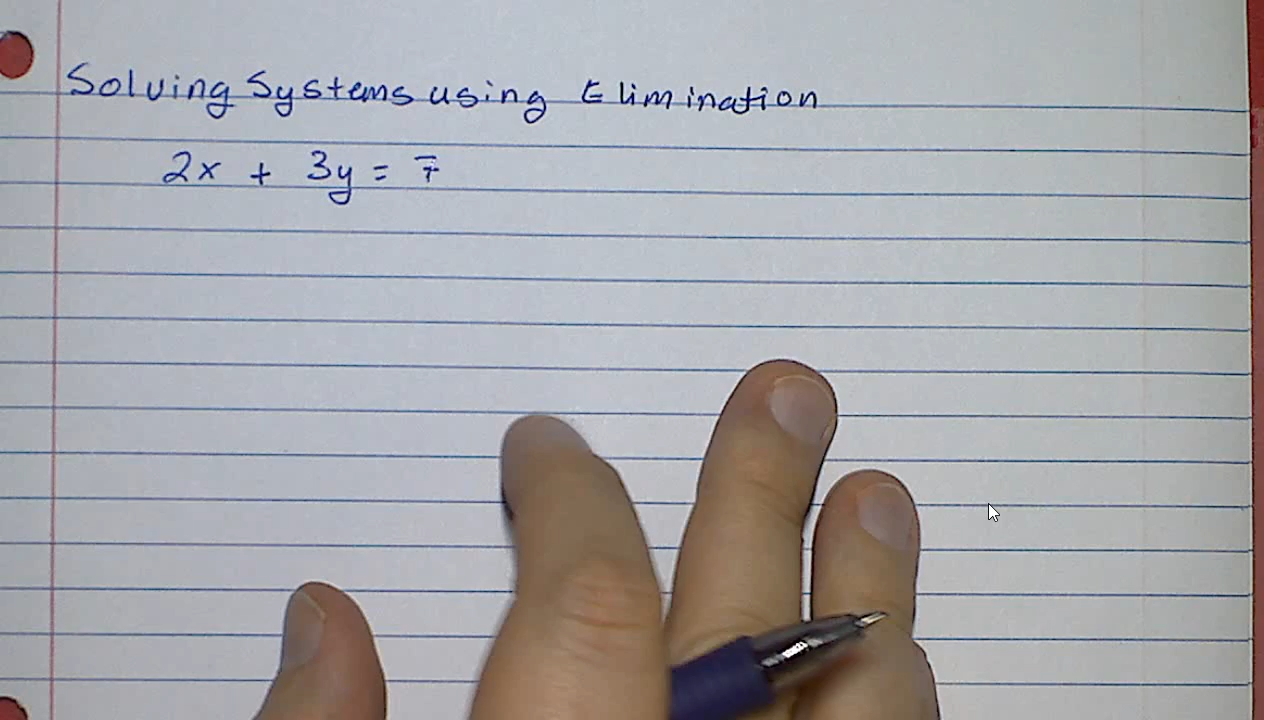 Solving Systems using Elimination
2x + 3y = 7